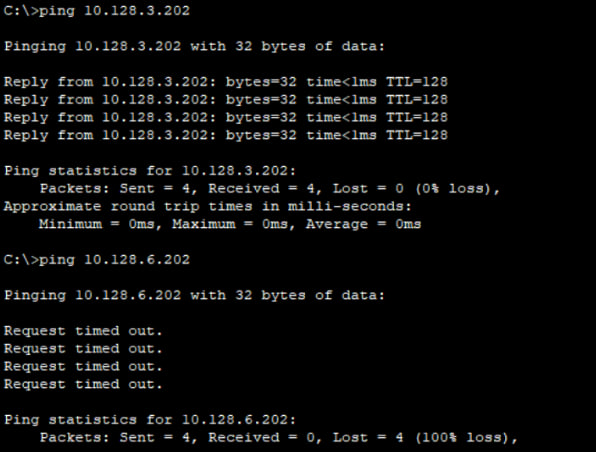 C:\>ping 10.128.3.202
Pinging 10.128.3.202 with 32 bytes of data:
Reply from 10.128.3.202: bytes=32 time<1ms TTL=128
Reply from 10.128.3.202: bytes=32 time<1ms TTL=128
Reply from 10.128.3.202: bytes=32 time<1ms TTL=128
Reply from 10.128.3.202: bytes=32 time<1ms TTL=128
Ping statistics for 10.128.3.202:
    Packets: Sent = 4, Received = 4, Lost = 0 (0% loss),
Approximate round trip times in milli-seconds:
    Minimum = 0ms, Maximum = 0ms, Average = 0ms
C:\>ping 10.128.6.202
Pinging 10.128.6.202 with 32 bytes of data:
Request timed out.
Request timed out.
Request timed out.
Request timed out.
Ping statistics for 10.128.6.202:
    Packets: Sent = 4, Received = 0, Lost = 4 (100% loss),